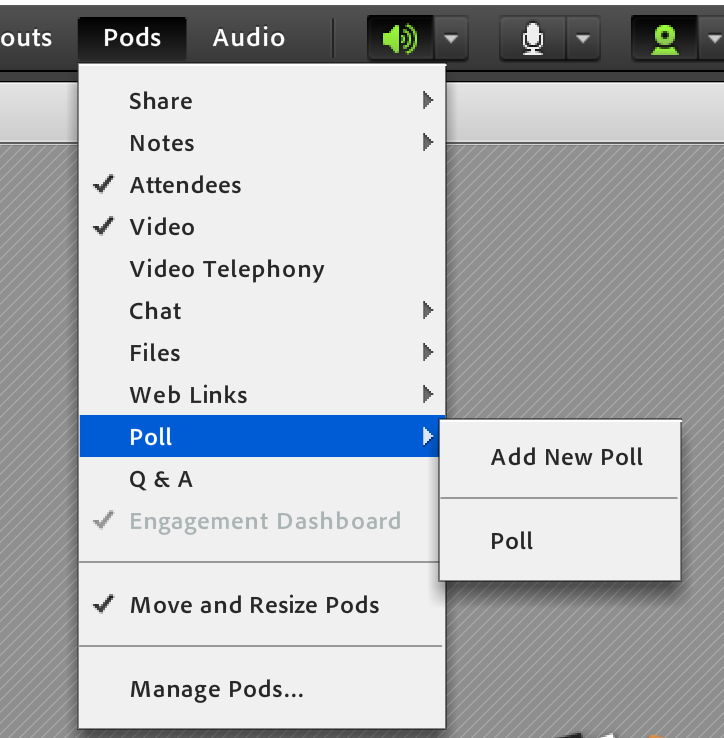 outs Pods Audio
Share
Notes
Attendees
Video
Video Telephony
Chat
Files
Web Links
Poll
Add New Poll
Poll
Q & A
Engagement Dashboard
Move and Resize Pods
Manage Pods...